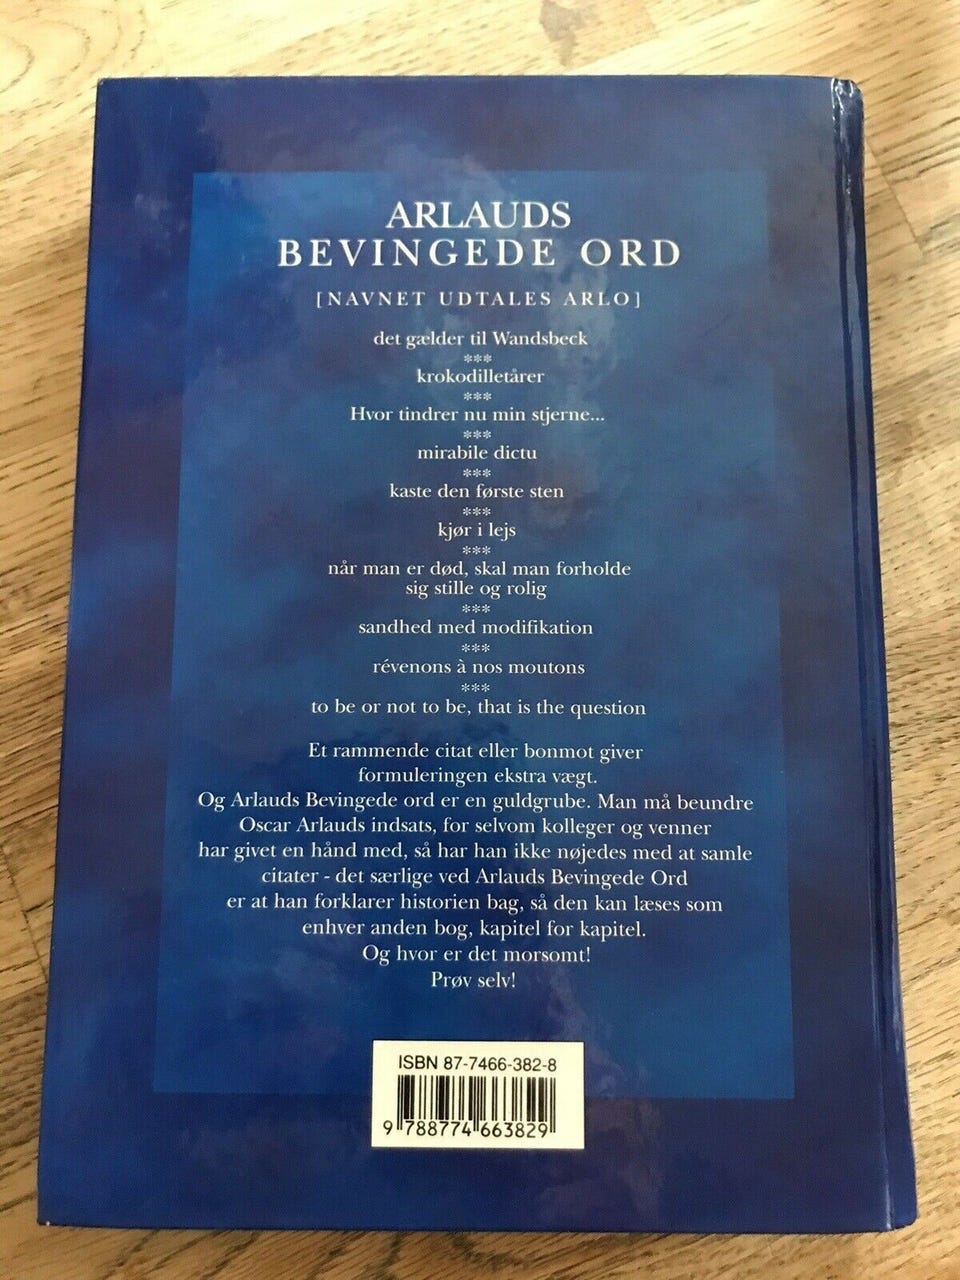 ARLAUDS
BEVINGEDE ORD
[NAVNET UDTALES ARLO]
det gælder til Wandsbeck
***
krokodilletårer
***
Hvor tindrer nu min stjerne...
***
mirabile dictu
***
kaste den første sten
***
kjør i lejs
***
når man er død, skal man forholde
sig stille og rolig
***
sandhed med modifikation
***
révenons à nos moutons
***
to be or not to be, that is the question
Et rammende citat eller bonmot giver
formuleringen ekstra vægt.
Og Arlauds Bevingede ord er en guldgrube. Man må beundre
Oscar Arlauds indsats, for selvom kolleger og venner
har givet en hånd med, så har han ikke nøjedes med at samle
citater - det særlige ved Arlauds Bevingede Ord
er at han forklarer historien bag, så den kan læses som
enhver anden bog, kapitel for kapitel.
Og hvor er det morsomt!
Prøv selv!
ISBN 87-7466-382-8
9 788774 663829